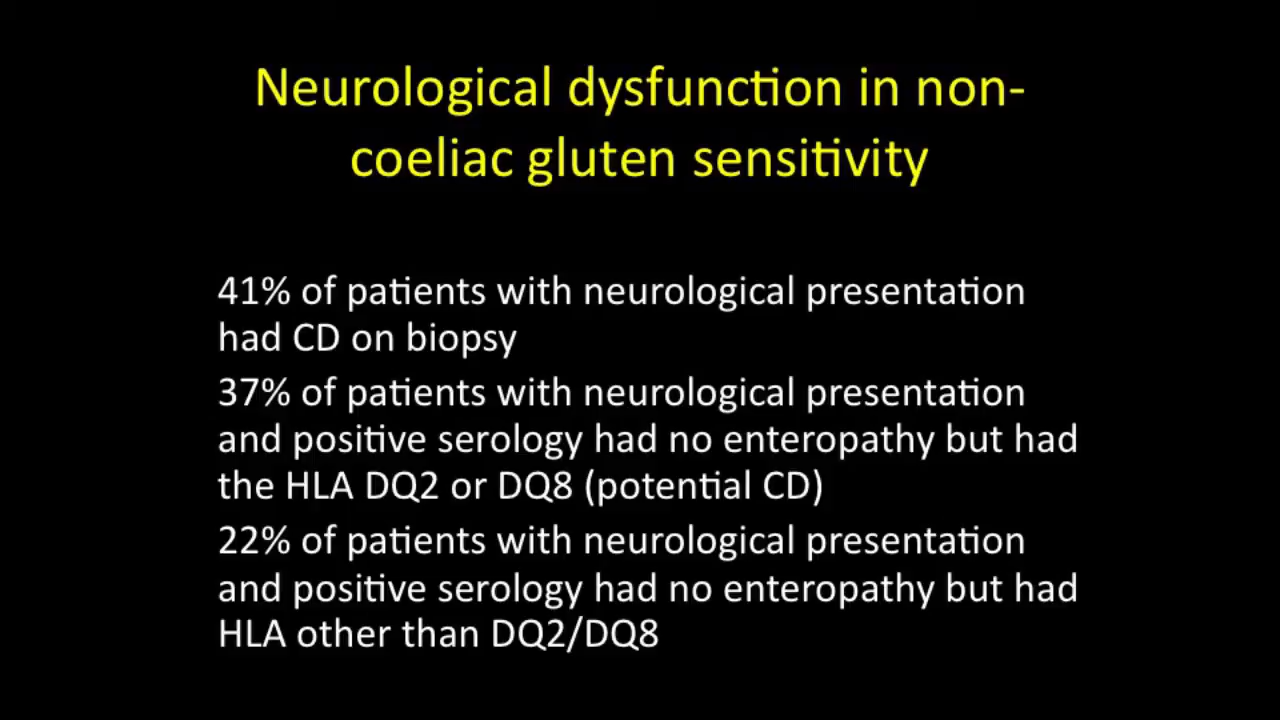 Neurological dysfunction in non-
coeliac gluten sensitivity
41% of patients with neurological presentation
had CD on biopsy
37% of patients with neurological presentation
and positive serology had no enteropathy but had
the HLA DQ2 or DQ8 (potential CD)
22% of patients with neurological presentation
and positive serology had no enteropathy but had
HLA other than DQ2/DQ8